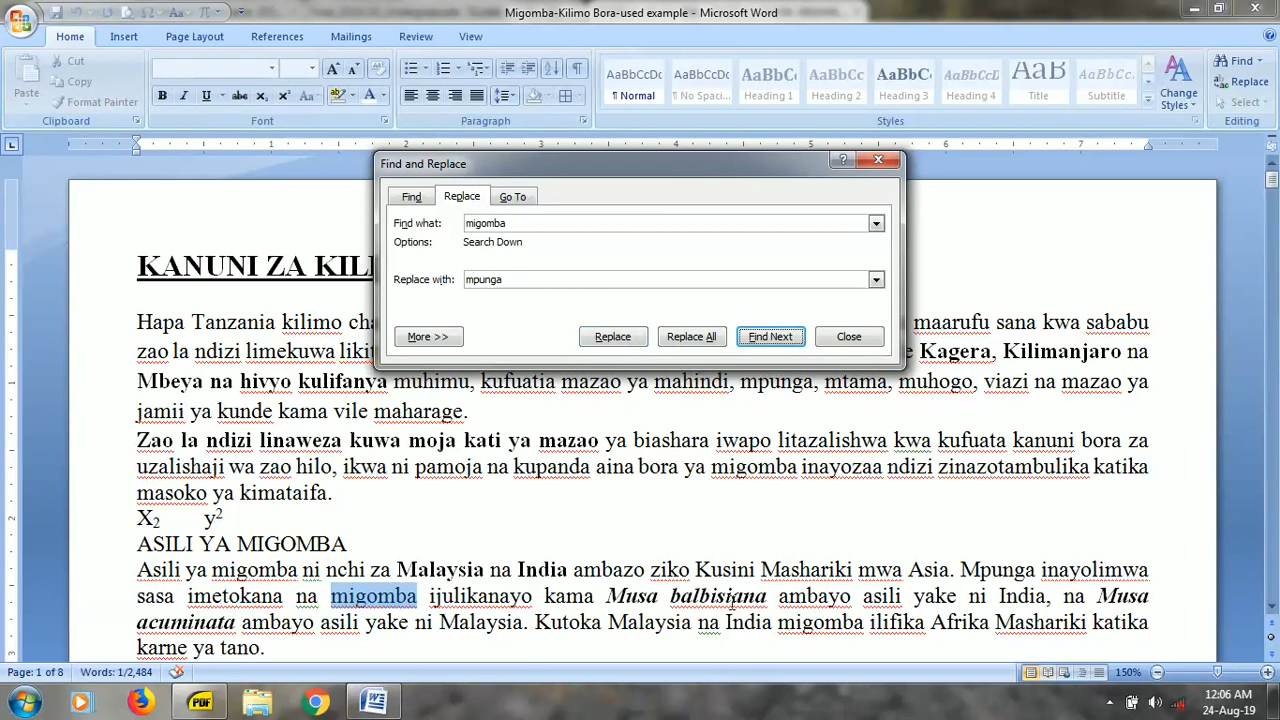 Migomba-Kilimo Bora-used example - Microsoft Word
Home Insert Page Layout References Mailings Review View
Cut
Copy
Format Painter
Paste
AaBbCcDc AaBbCcDc AaBbC AaBbCc AaBbC AaBbCcD AaB AaBbCcL
¶ Normal ¶ No Spaci... Heading 1 Heading 2 Heading 3 Heading 4 Title Subtitle
Change Styles
Find
Replace
Select
Clipboard Font Paragraph Styles Editing
Find and Replace
Find Replace Go To
Find what: migomba
Options: Search Down
Replace with: mpunga
More >> Replace Replace All Find Next Close
KANUNI ZA KIL
Hapa Tanzania kilimo cha maarufu sana kwa sababu
zao la ndizi limekuwa likit e Kagera, Kilimanjaro na
Mbeya na hivyo kulifanya muhimu, kufuatia mazao ya mahindi, mpunga, mtama, muhogo, viazi na mazao ya
jamii ya kunde kama vile maharage.
Zao la ndizi linaweza kuwa moja kati ya mazao ya biashara iwapo litazalishwa kwa kufuata kanuni bora za
uzalishaji wa zao hilo, ikwa ni pamoja na kupanda aina bora ya migomba inayozaa ndizi zinazotambulika katika
masoko ya kimataifa.
X₂ y²
ASILI YA MIGOMBA
Asili ya migomba ni nchi za Malaysia na India ambazo ziko Kusini Mashariki mwa Asia. Mpunga inayolimwa
sasa imetokana na migomba ijulikanayo kama Musa balbisiana ambayo asili yake ni India, na Musa
acuminata ambayo asili yake ni Malaysia. Kutoka Malaysia na India migomba ilifika Afrika Mashariki katika
karne ya tano.
Page: 1 of 8 Words: 1/2,484 150%
12:06 AM
24-Aug-19